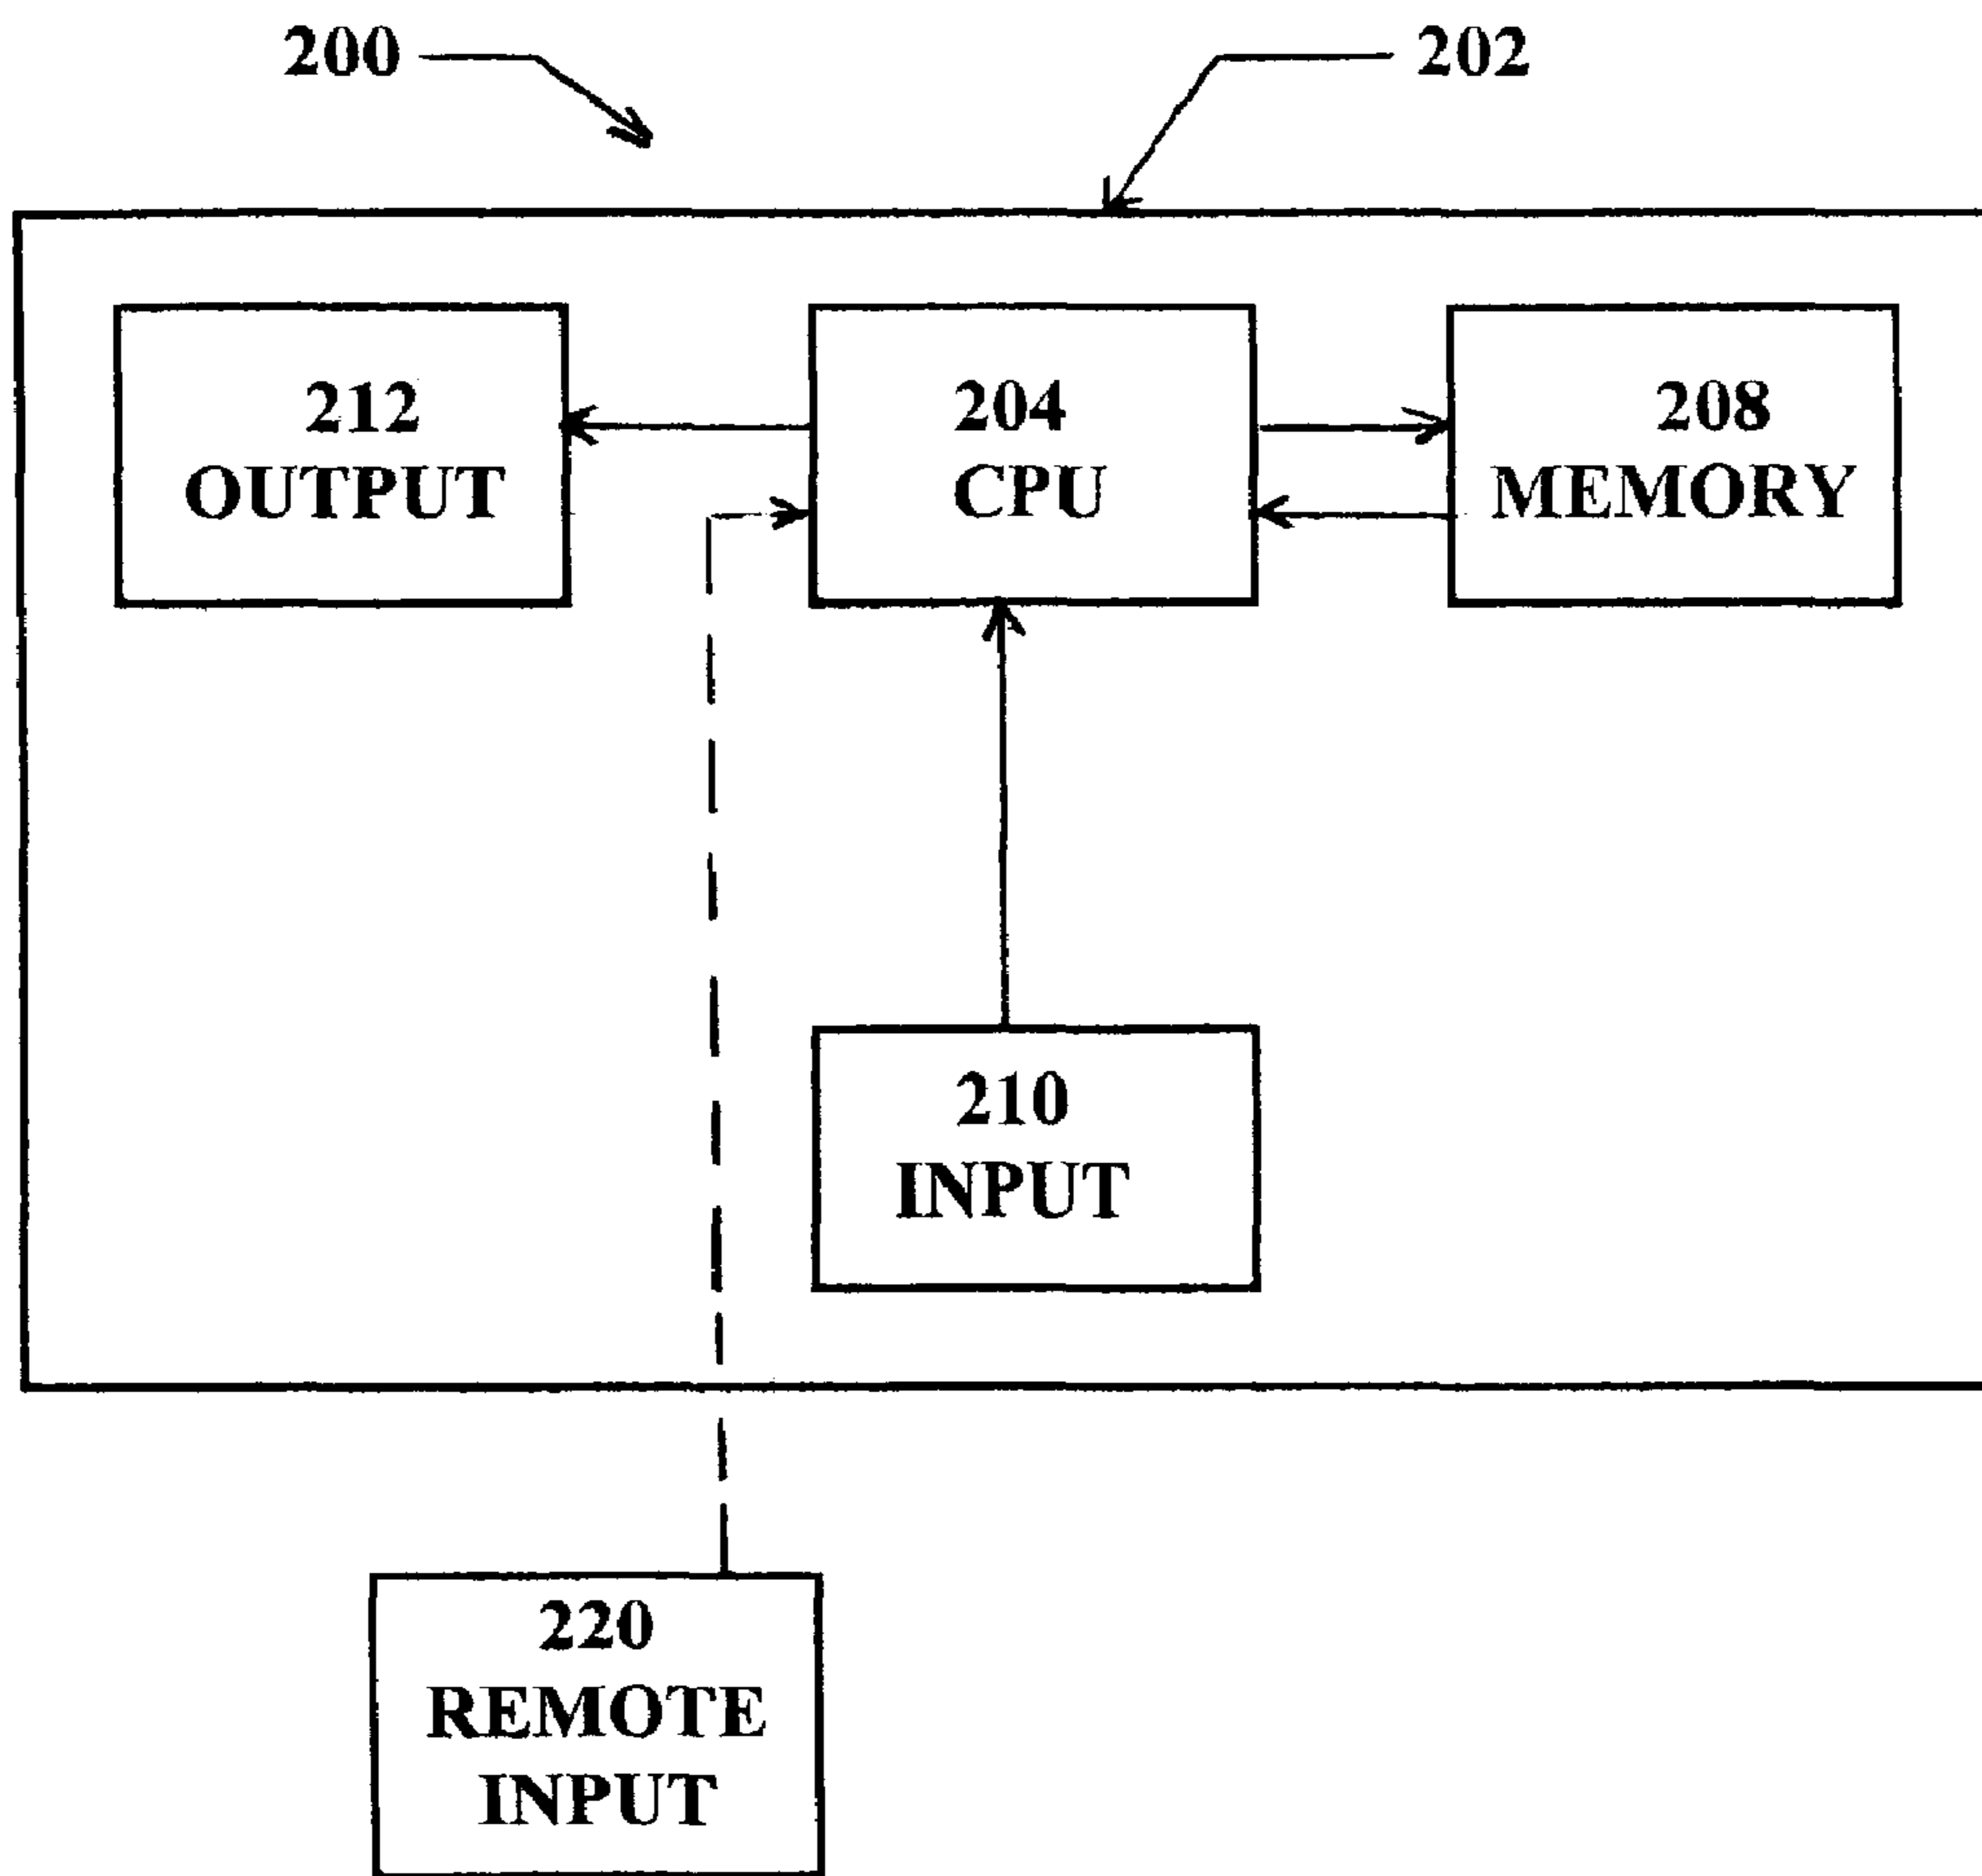 200
202
212
OUTPUT
204
CPU
208
MEMORY
210
INPUT
220
REMOTE
INPUT